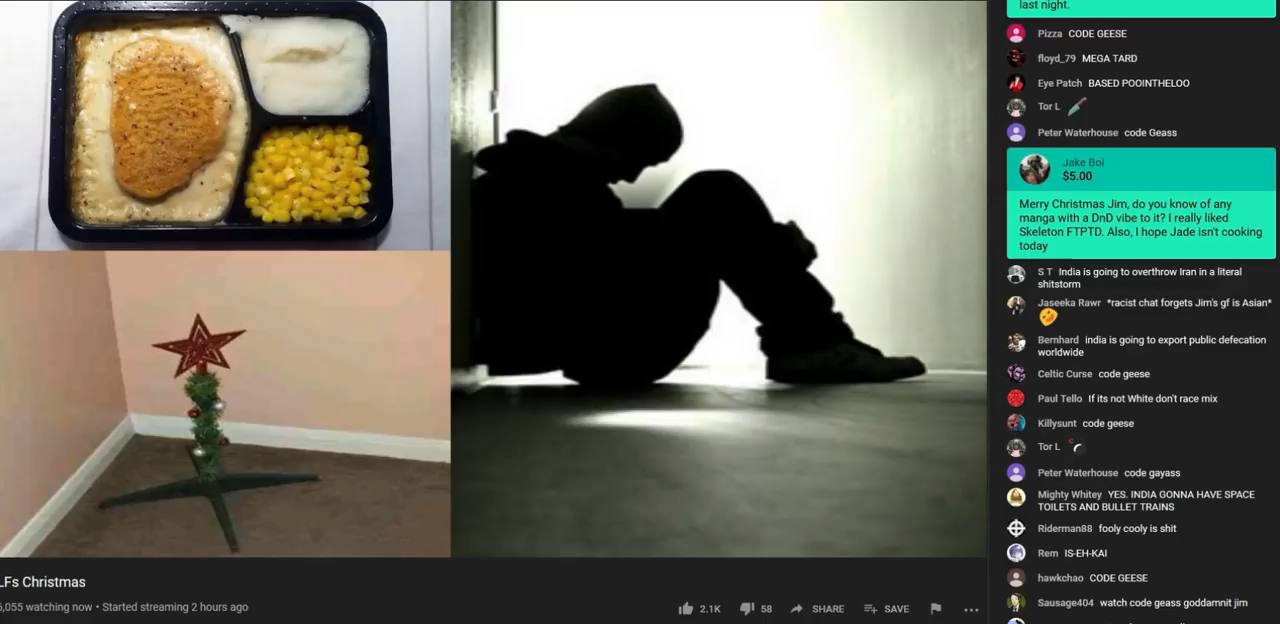 LFs Christmas
6,055 watching now • Started streaming 2 hours ago
2.1K
58
SHARE
SAVE
last night.
Pizza CODE GEESE
floyd_79 MEGA TARD
Eye Patch BASED POOINTHELOO
Tor L
Peter Waterhouse code Geass
Jake Boi
$5.00
Merry Christmas Jim, do you know of any
manga with a DnD vibe to it? I really liked
Skeleton FTPTD. Also, I hope Jade isn't cooking
today
S T India is going to overthrow Iran in a literal
shitstorm
Jaseeka Rawr *racist chat forgets Jim's gf is Asian*
Bernhard india is going to export public defecation
worldwide
Celtic Curse code geese
Paul Tello If its not White don't race mix
Killysunt code geese
Tor L
Peter Waterhouse code gayass
Mighty Whitey YES. INDIA GONNA HAVE SPACE
TOILETS AND BULLET TRAINS
Riderman88 fooly cooly is shit
Rem IS-EH-KAI
hawkchao CODE GEESE
Sausage404 watch code geass goddamnit jim